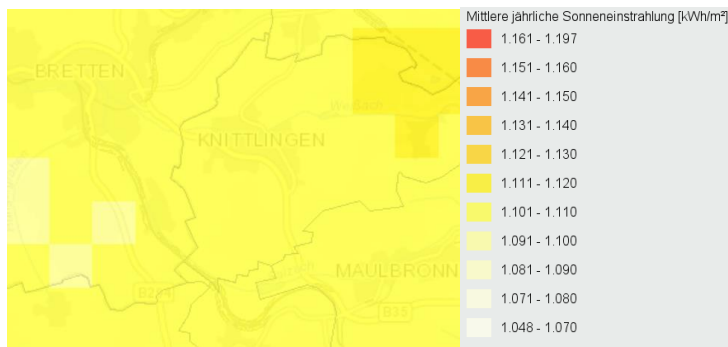 BRETTEN
KNITTLINGEN
MAULBRONN
B35
Mittlere jährliche Sonneneinstrahlung [kWh/m²]
1.161 - 1.197
1.151 - 1.160
1.141 - 1.150
1.131 - 1.140
1.121 - 1.130
1.111 - 1.120
1.101 - 1.110
1.091 - 1.100
1.081 - 1.090
1.071 - 1.080
1.048 - 1.070